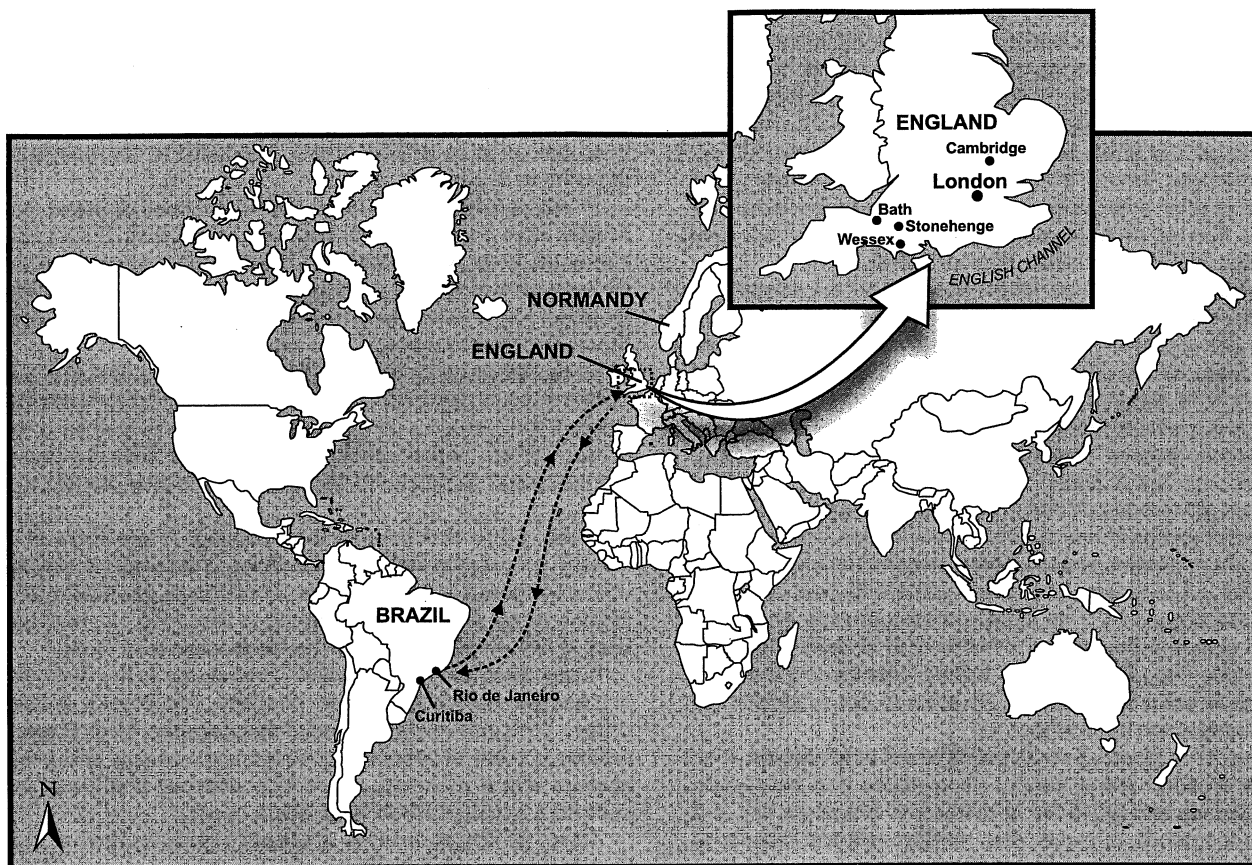 ENGLAND
Cambridge
London
Bath
Stonehenge
Wessex
ENGLISH CHANNEL
NORMANDY
ENGLAND
BRAZIL
Rio de Janeiro
Curitiba
N